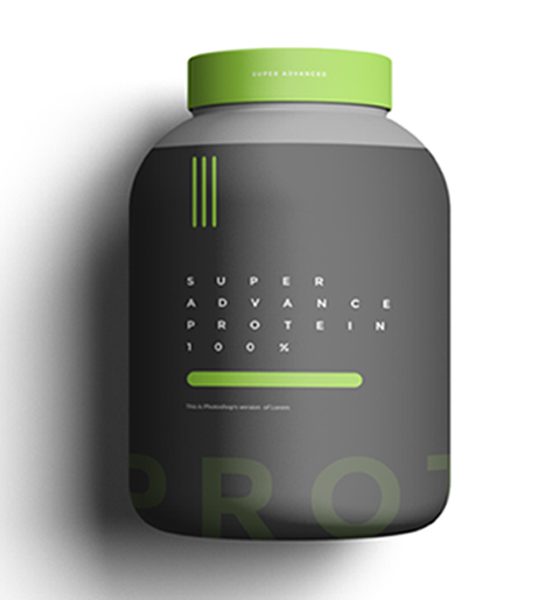 SUPER ADVANCED
SUPER
ADVANCE
PROTEIN
100%
This is Photoshop's version of Lorem
PROT